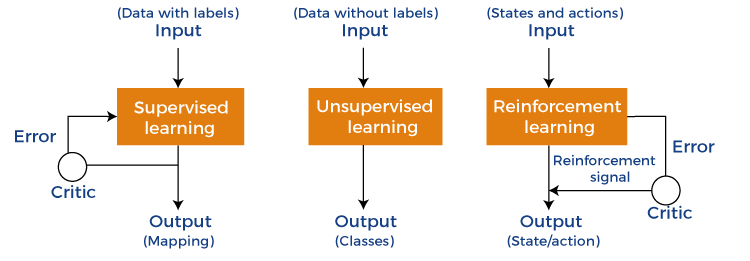 (Data with labels)
Input
Supervised
learning
Error
Critic
Output
(Mapping)
(Data without labels)
Input
Unsupervised
learning
Output
(Classes)
(States and actions)
Input
Reinforcement
learning
Error
Reinforcement
signal
Critic
Output
(State/action)